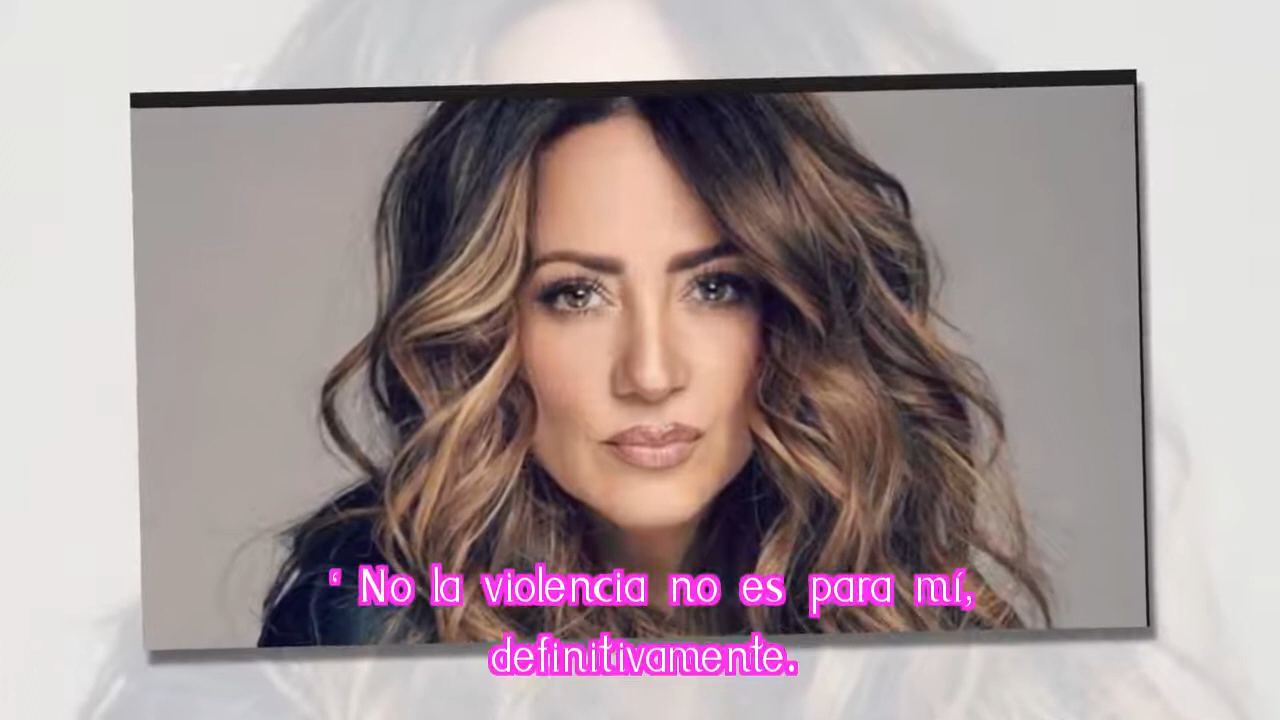 ‘ No la violencia no es para mí,
definitivamente.